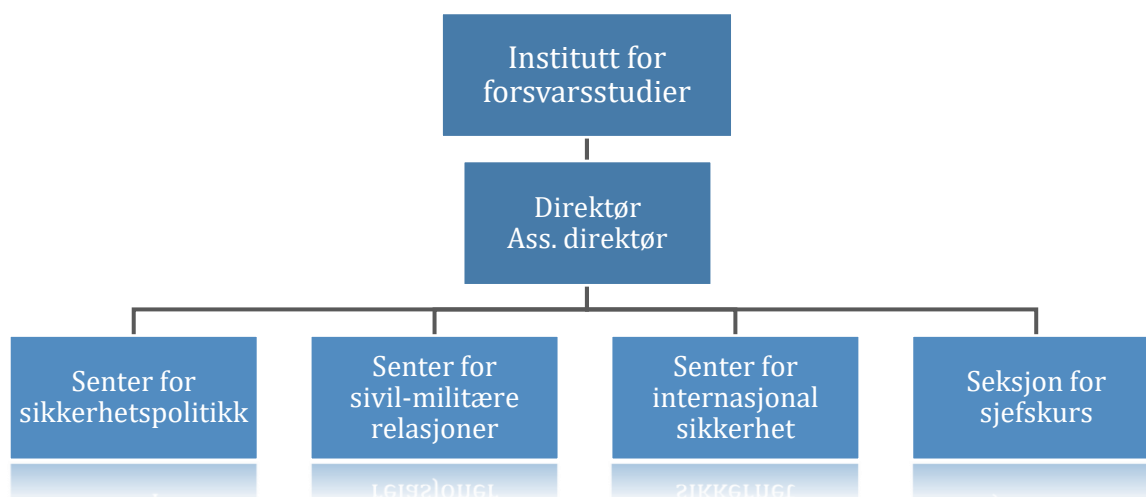 Institutt for
forsvarsstudier
Direktør
Ass. direktør
Senter for
sikkerhetspolitikk
Senter for
sivil-militære
relasjoner
Senter for
internasjonal
sikkerhet
Seksjon for
sjefskurs